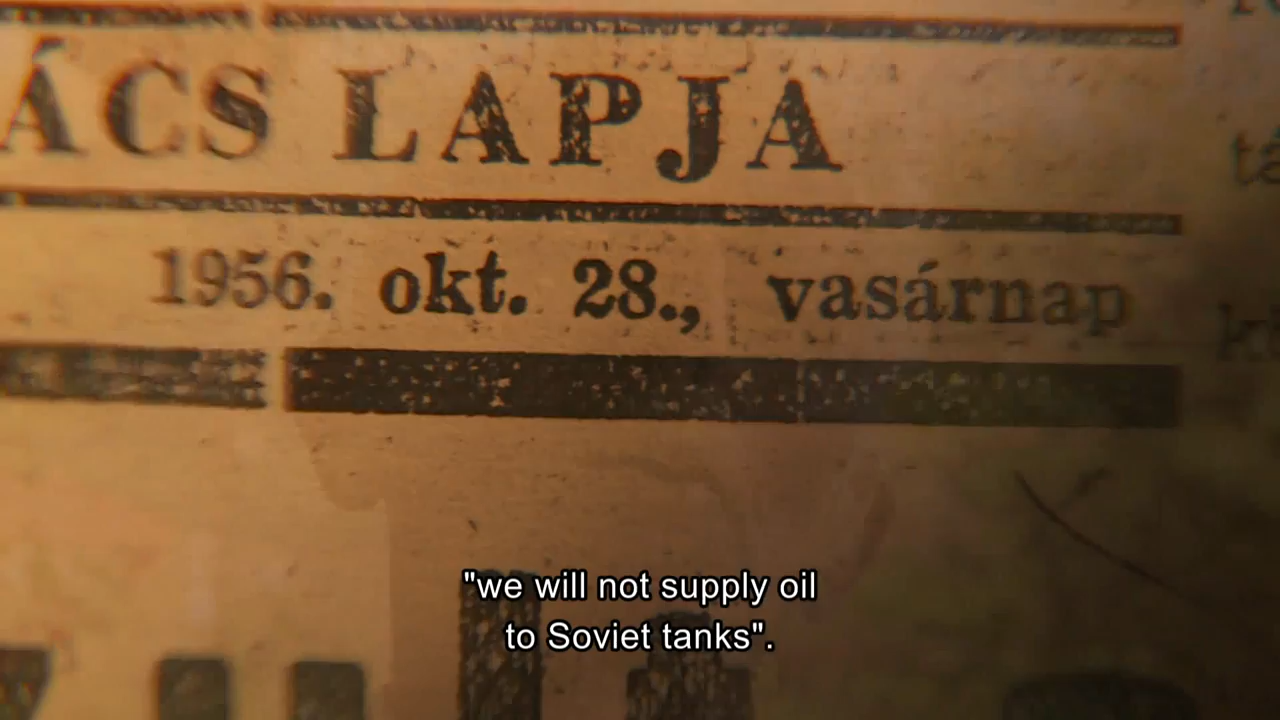 ÁCS LAPJA
1956. okt. 28., vasárnap
"we will not supply oil
to Soviet tanks".